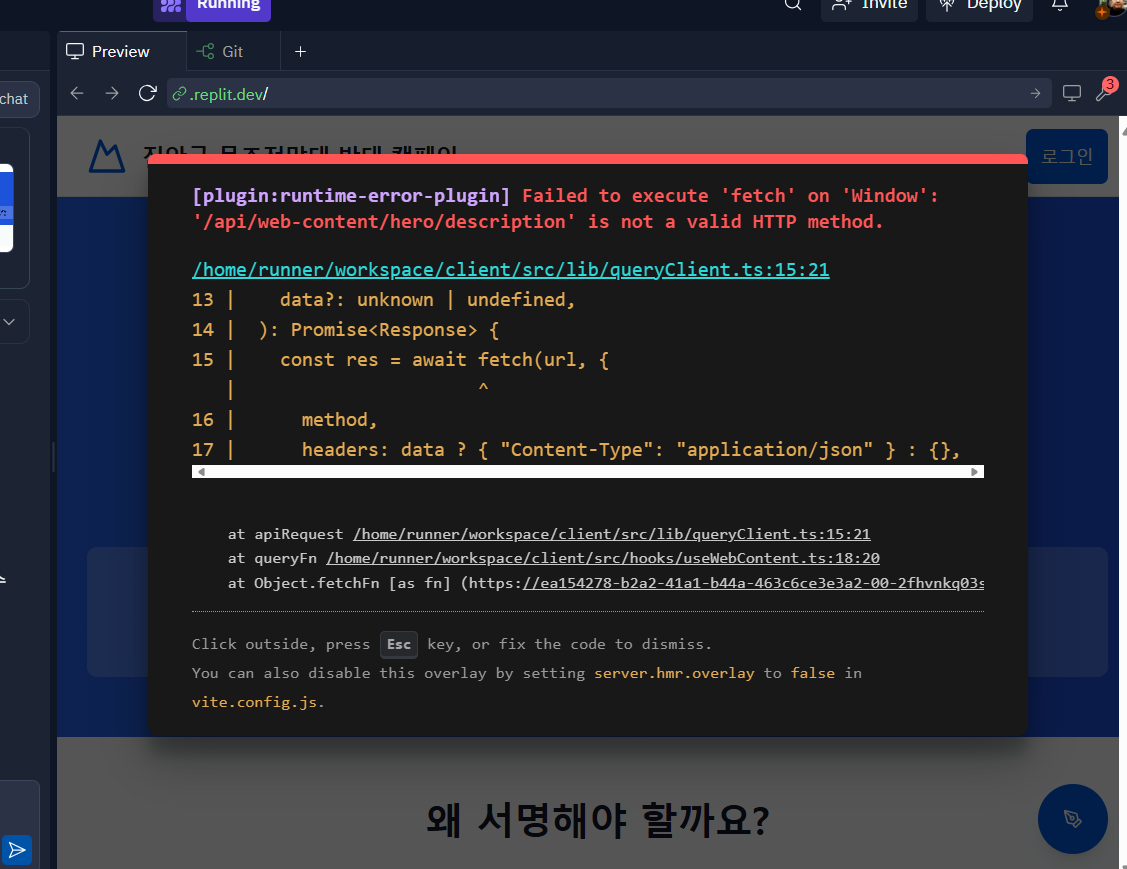 Running
Invite
Deploy
Preview
Git
+
chat
.replit.dev/
3
로그인
[plugin:runtime-error-plugin] Failed to execute 'fetch' on 'Window':
'/api/web-content/hero/description' is not a valid HTTP method.
/home/runner/workspace/client/src/lib/queryClient.ts:15:21
13 |    data?: unknown | undefined,
14 |  ): Promise<Response> {
15 |    const res = await fetch(url, {
|                      ^
16 |      method,
17 |      headers: data ? { "Content-Type": "application/json" } : {},
at apiRequest /home/runner/workspace/client/src/lib/queryClient.ts:15:21
at queryFn /home/runner/workspace/client/src/hooks/useWebContent.ts:18:20
at Object.fetchFn [as fn] (https://ea154278-b2a2-41a1-b44a-463c6ce3e3a2-00-2fhvnkq03s
Click outside, press Esc key, or fix the code to dismiss.
You can also disable this overlay by setting server.hmr.overlay to false in
vite.config.js.
왜 서명해야 할까요?